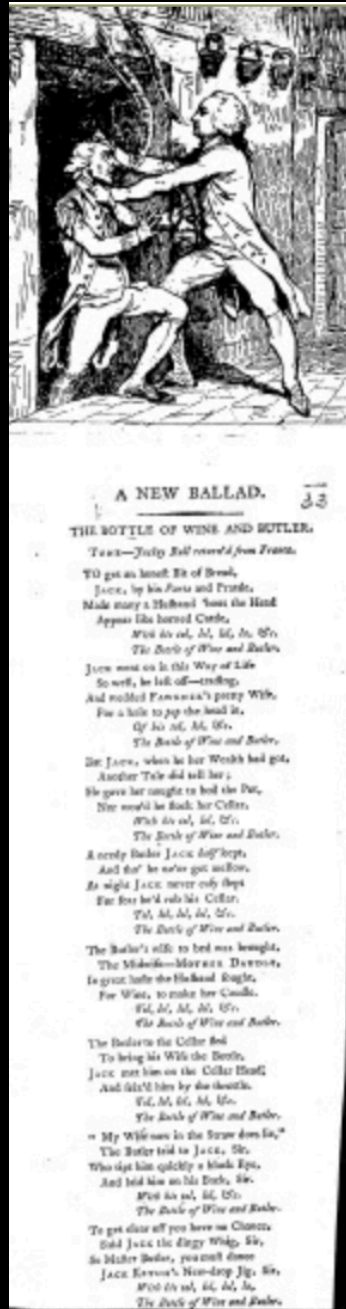 A NEW BALLAD.
33
THE BOTTLE OF WINE AND BUTLER.
TUNE—Jockey Bell return'd from France.
TO get an honest Bit of Bread,
JACK, by his Parts and Prattle,
Made many a Husband 'bout the Head
Appear like horned Cattle,
With his tol, lol, lol, lo, &c.
The Bottle of Wine and Butler.
JACK went on in this Way of Life
So well, he left off—trading,
And wedded pretty Wife,
For a hole to pop the head in,
Of his tol, lol, &c.
The Bottle of Wine and Butler.
But JACK, when he her Wealth had got,
Another Tale did tell her;
He gave her nought to boil the Pot,
Nor wou'd he stock her Cellar,
With his tol, lol, &c.
The Bottle of Wine and Butler.
A needy Butler JACK half kept,
And tho' he ne'er got mellow,
At night JACK never only slept
For fear he'd rob his Cellar.
Tol, lol, lol, lol, &c.
The Bottle of Wine and Butler.
The Butler's wife to bed was brought,
The Midwife—MOTHER
In great haste the Husband sought,
For Wine, to make her Caudle.
Tol, lol, lol, lol, &c.
The Bottle of Wine and Butler.
The Butler to the Cellar fled
To bring his Wife the Bottle,
JACK met him on the Cellar Head,
And seiz'd him by the throttle.
Tol, lol, lol, lol, &c.
The Bottle of Wine and Butler.
" My Wife now in the Straw does lie,"
The Butler said to JACK, Sir,
Who tipt him quickly a black Eye,
And laid him on his Back, Sir.
With his tol, lol, &c.
The Bottle of Wine and Butler.
To get clear off you have no Chance,
Said JACK the dingy Whig, Sir,
So Master Butler, you must dance
JACK KETCH's New-drop Jig, Sir,
With his tol, lol, lol, lo,
The Bottle of Wine and Butler.